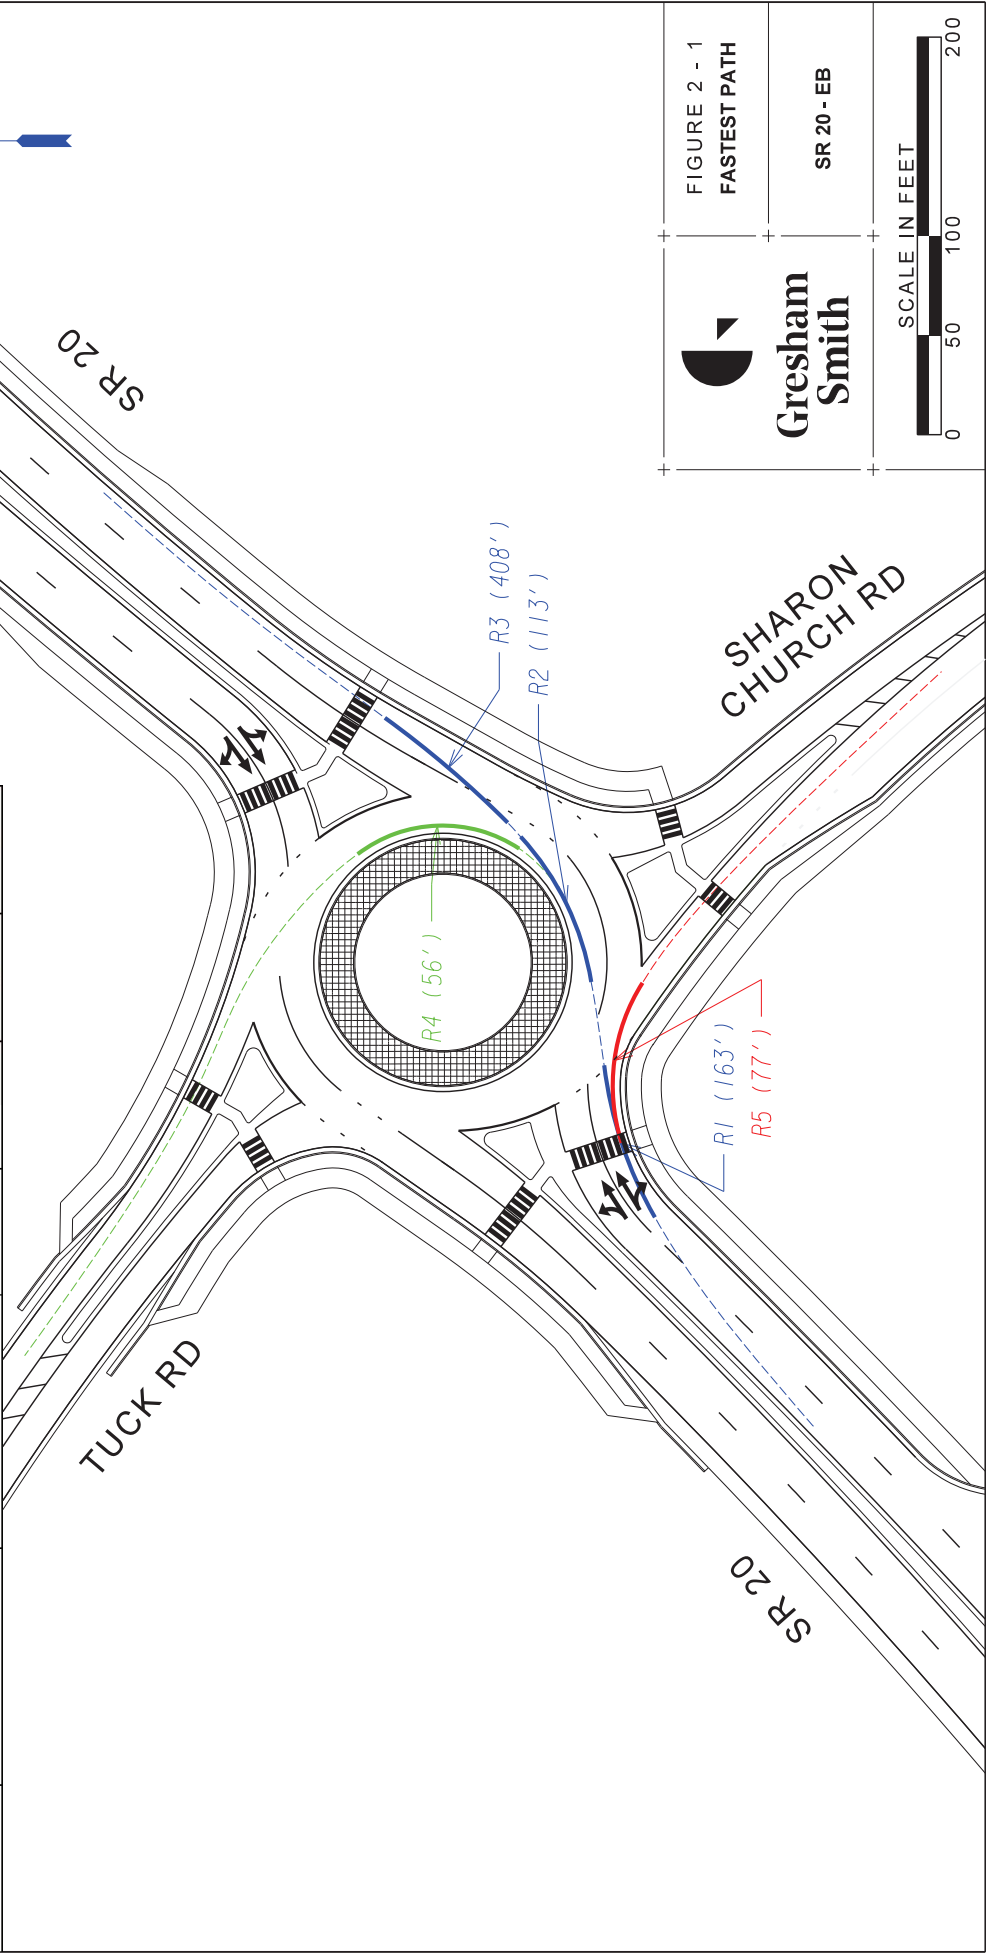 SR 20
TUCK RD
SR 20
SHARON
CHURCH RD
R4 (56')
R3 (408')
R2 (113')
R1 (163')
R5 (77')
Gresham
Smith
FIGURE 2 - 1
FASTEST PATH
SR 20 - EB
SCALE IN FEET
0 50 100 200